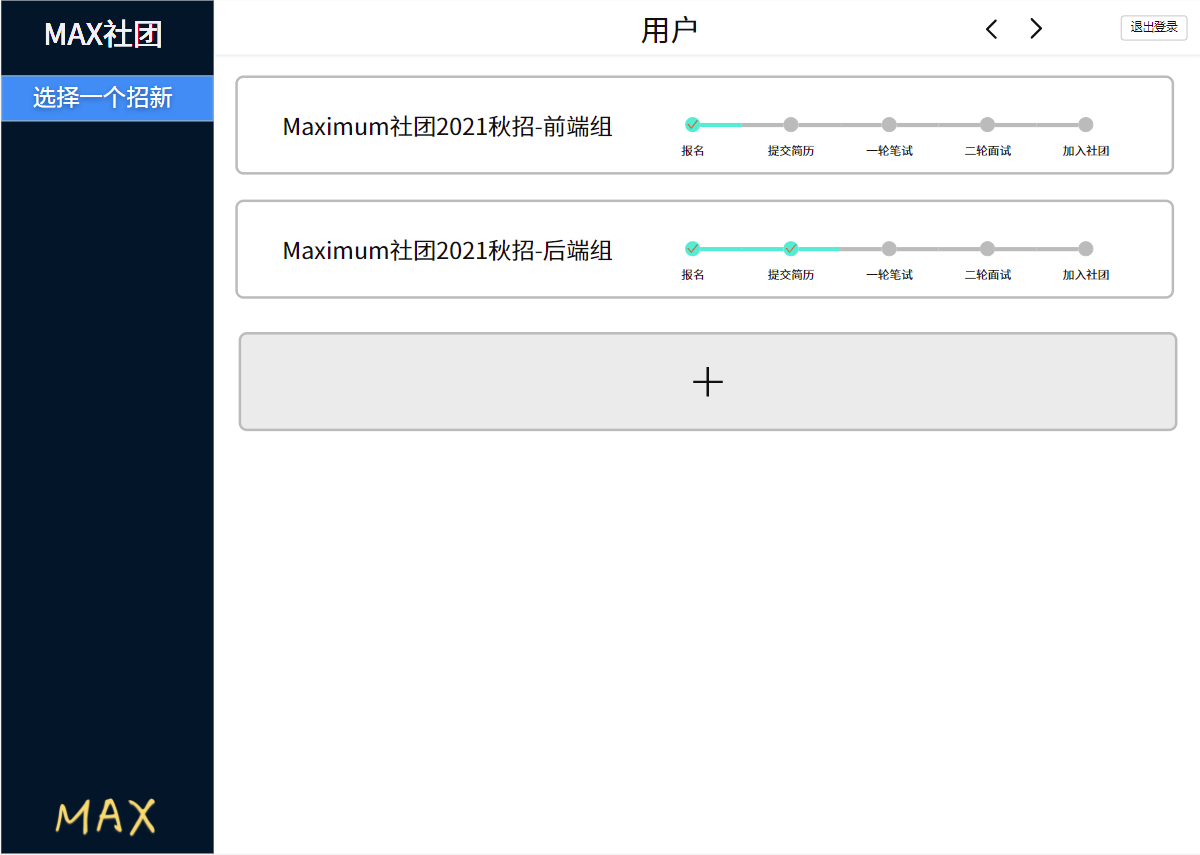 MAX社团
用户
退出登录
选择一个招新
Maximum社团2021秋招-前端组
报名 提交简历 一轮笔试 二轮面试 加入社团
Maximum社团2021秋招-后端组
报名 提交简历 一轮笔试 二轮面试 加入社团
MAX